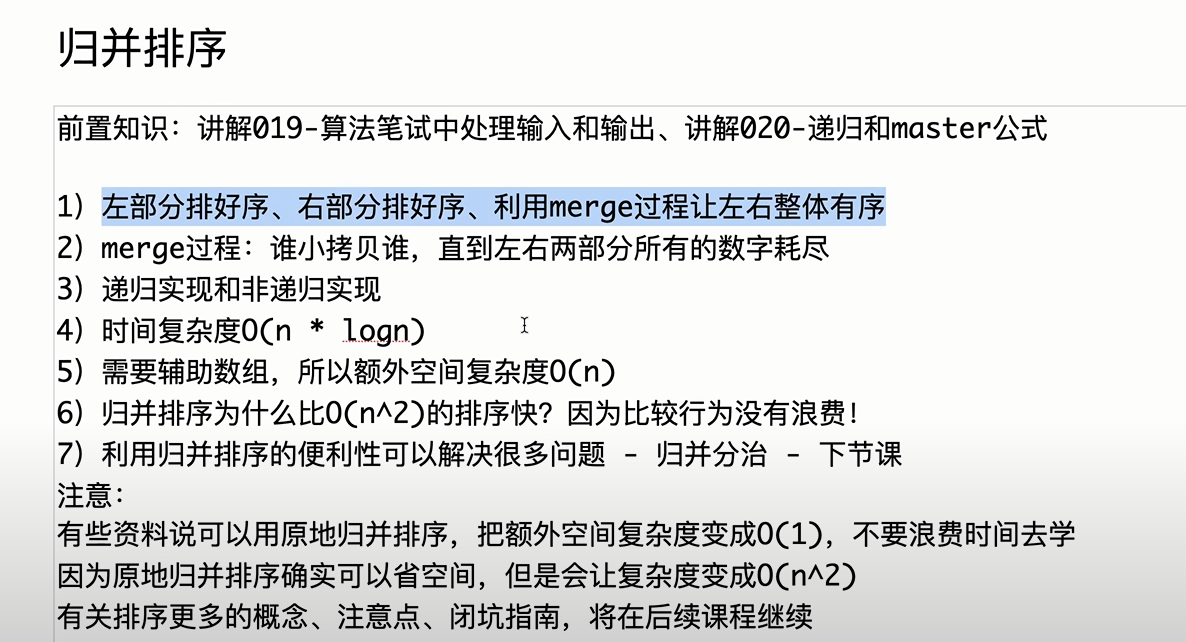 归并排序
前置知识：讲解019-算法笔试中处理输入和输出、讲解020-递归和master公式
1）左部分排好序、右部分排好序、利用merge过程让左右整体有序
2）merge过程：谁小拷贝谁，直到左右两部分所有的数字耗尽
3）递归实现和非递归实现
4）时间复杂度O(n * logn)
5）需要辅助数组，所以额外空间复杂度O(n)
6）归并排序为什么比O(n^2)的排序快？因为比较行为没有浪费！
7）利用归并排序的便利性可以解决很多问题 - 归并分治 - 下节课
注意：
有些资料说可以用原地归并排序，把额外空间复杂度变成O(1)，不要浪费时间去学
因为原地归并排序确实可以省空间，但是会让复杂度变成O(n^2)
有关排序更多的概念、注意点、闭坑指南，将在后续课程继续